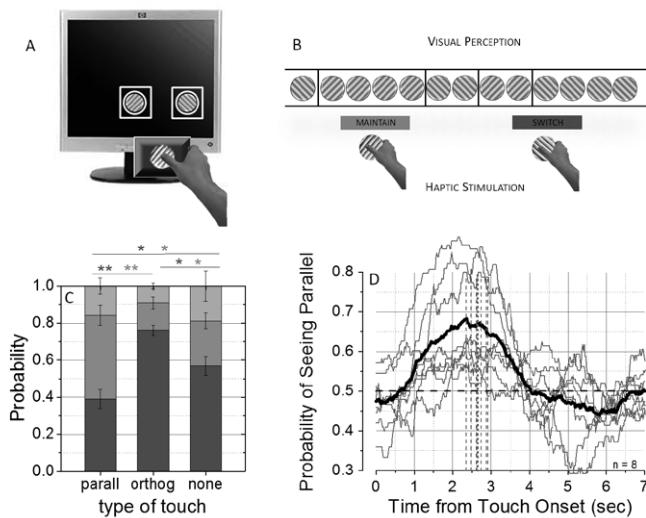 A
B
VISUAL PERCEPTION
MAINTAIN
SWITCH
HAPTIC STIMULATION
* *
** ** * *
C
1.0
0.8
0.6
0.4
0.2
0.0
Probability
parall orthog none
type of touch
D
0.8
0.7
0.6
0.5
0.4
0.3
Probability of Seeing Parallel
n = 8
0 1 2 3 4 5 6 7
Time from Touch Onset (sec)